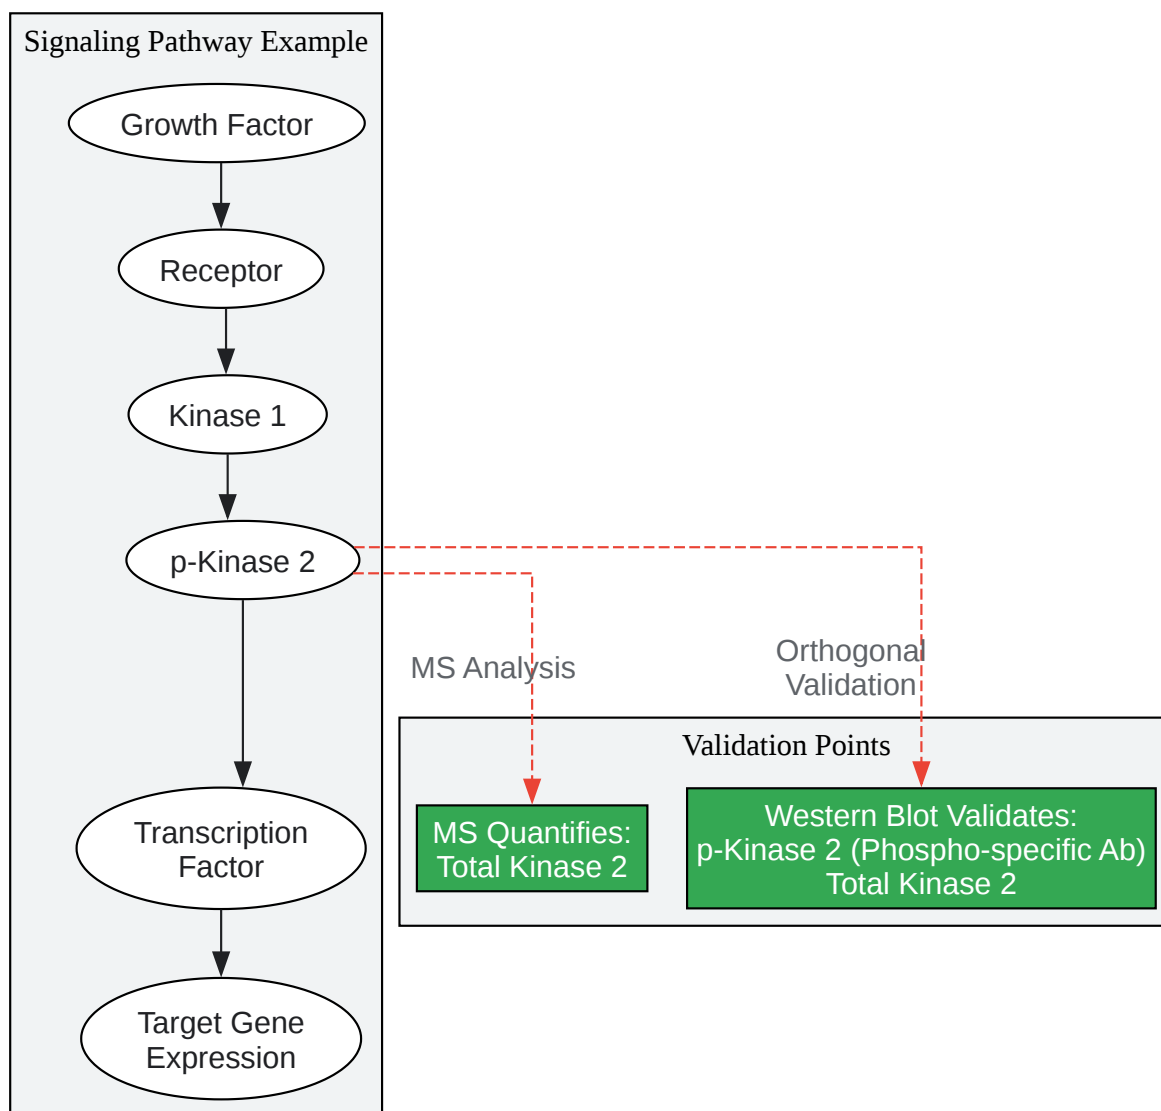 Signaling Pathway Example
Growth Factor
Receptor
Kinase 1
p-Kinase 2
MS Analysis
Orthogonal
Validation
Validation Points
MS Quantifies:
Total Kinase 2
Western Blot Validates:
p-Kinase 2 (Phospho-specific Ab)
Total Kinase 2
Transcription
Factor
Target Gene
Expression